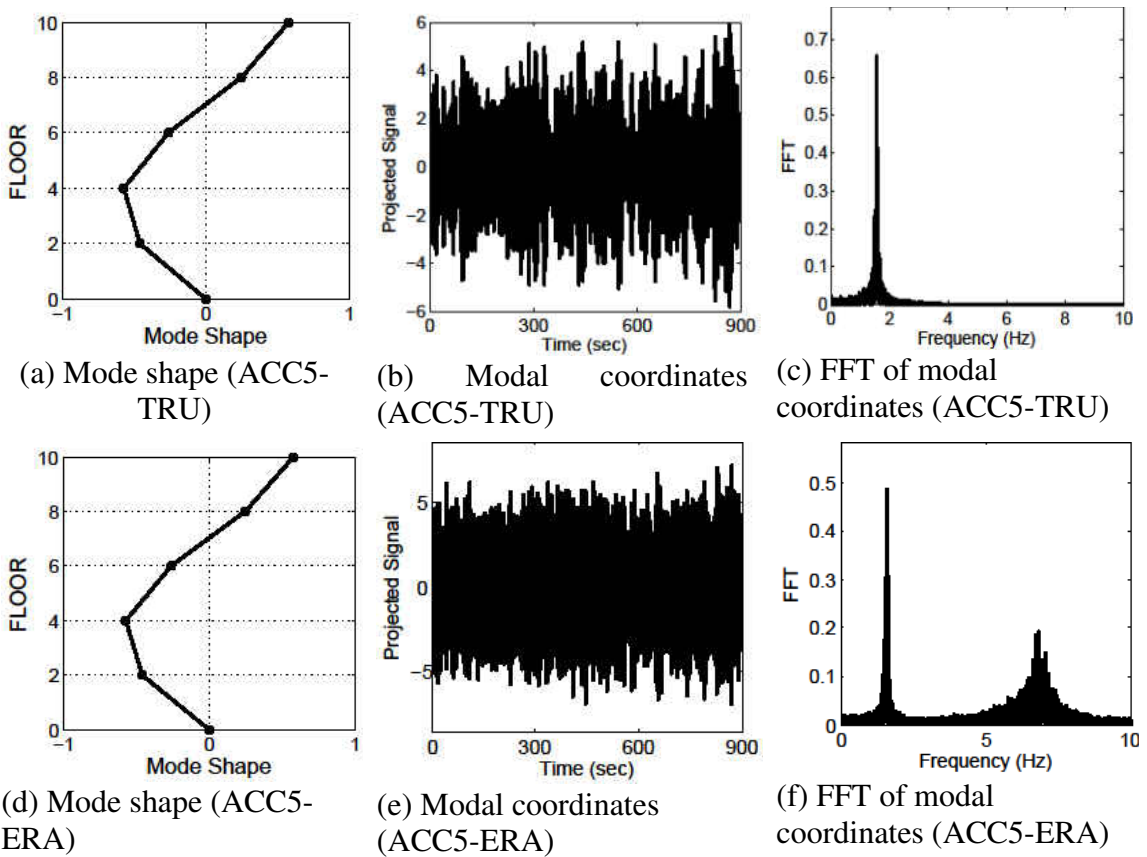 10
8
6
4
2
0
−1
0
1
FLOOR
Mode Shape
(a) Mode shape (ACC5-
TRU)
6
4
2
0
−2
−4
−6
0
300
600
900
Projected Signal
Time (sec)
(b) Modal coordinates
(ACC5-TRU)
0.7
0.6
0.5
0.4
0.3
0.2
0.1
0
0
2
4
6
8
10
FFT
Frequency (Hz)
(c) FFT of modal
coordinates (ACC5-TRU)
10
8
6
4
2
0
−1
0
1
FLOOR
Mode Shape
(d) Mode shape (ACC5-
ERA)
5
0
−5
0
300
600
900
Projected Signal
Time (sec)
(e) Modal coordinates
(ACC5-ERA)
0.5
0.4
0.3
0.2
0.1
0
0
5
10
FFT
Frequency (Hz)
(f) FFT of modal
coordinates (ACC5-ERA)